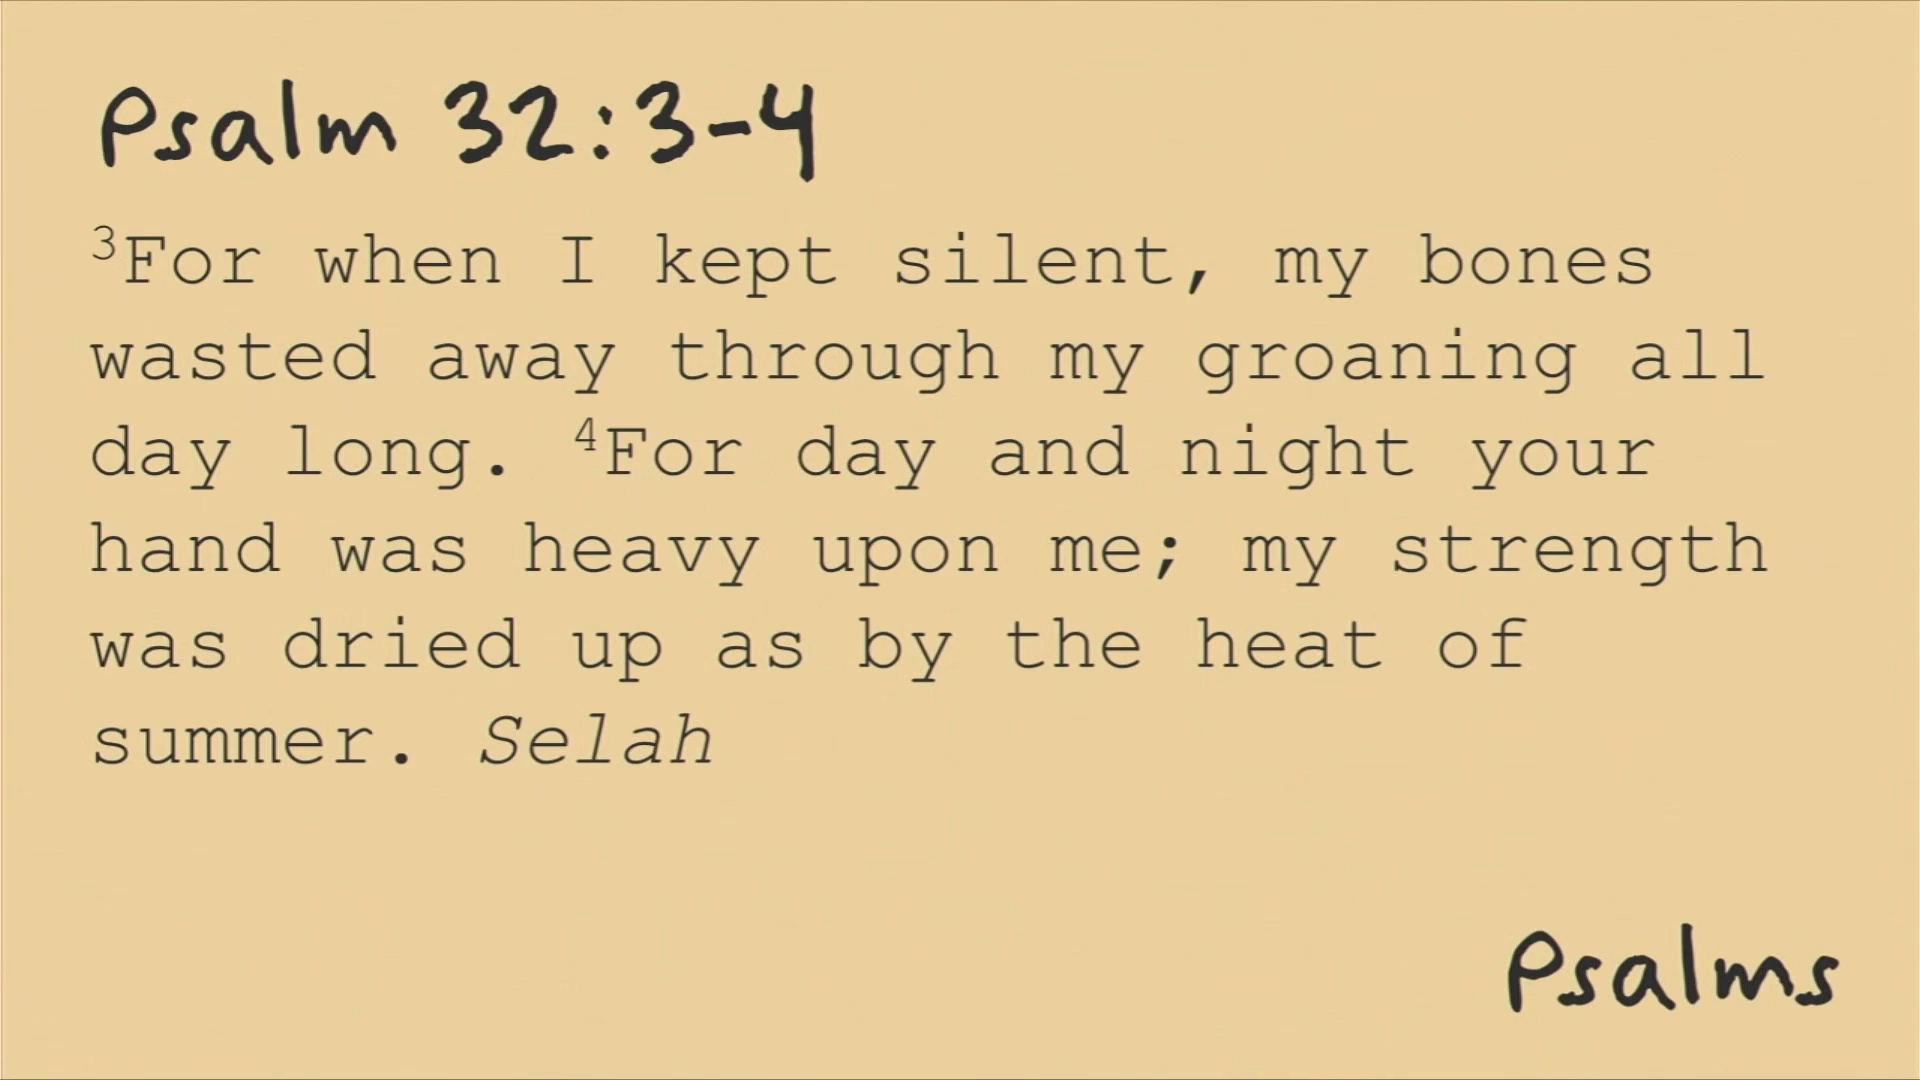 Psalm 32:3-4
³For when I kept silent, my bones
wasted away through my groaning all
day long. ⁴For day and night your
hand was heavy upon me; my strength
was dried up as by the heat of
summer. Selah
Psalms